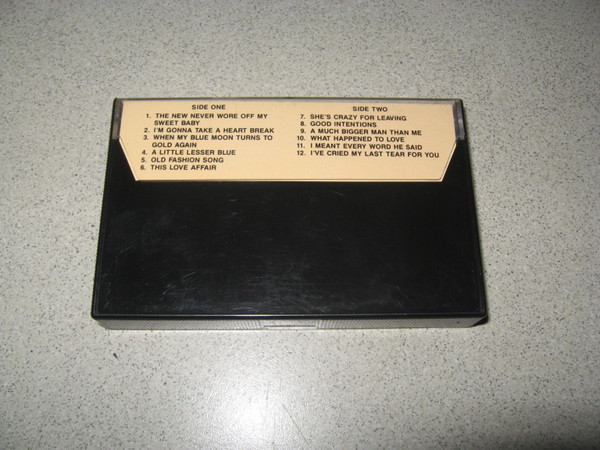 SIDE ONE
1. THE NEW NEVER WORE OFF MY
SWEET BABY
2. I'M GONNA TAKE A HEART BREAK
3. WHEN MY BLUE MOON TURNS TO
GOLD AGAIN
4. A LITTLE LESSER BLUE
5. OLD FASHION SONG
6. THIS LOVE AFFAIR
SIDE TWO
7. SHE'S CRAZY FOR LEAVING
8. GOOD INTENTIONS
9. A MUCH BIGGER MAN THAN ME
10. WHAT HAPPENED TO LOVE
11. I MEANT EVERY WORD HE SAID
12. I'VE CRIED MY LAST TEAR FOR YOU